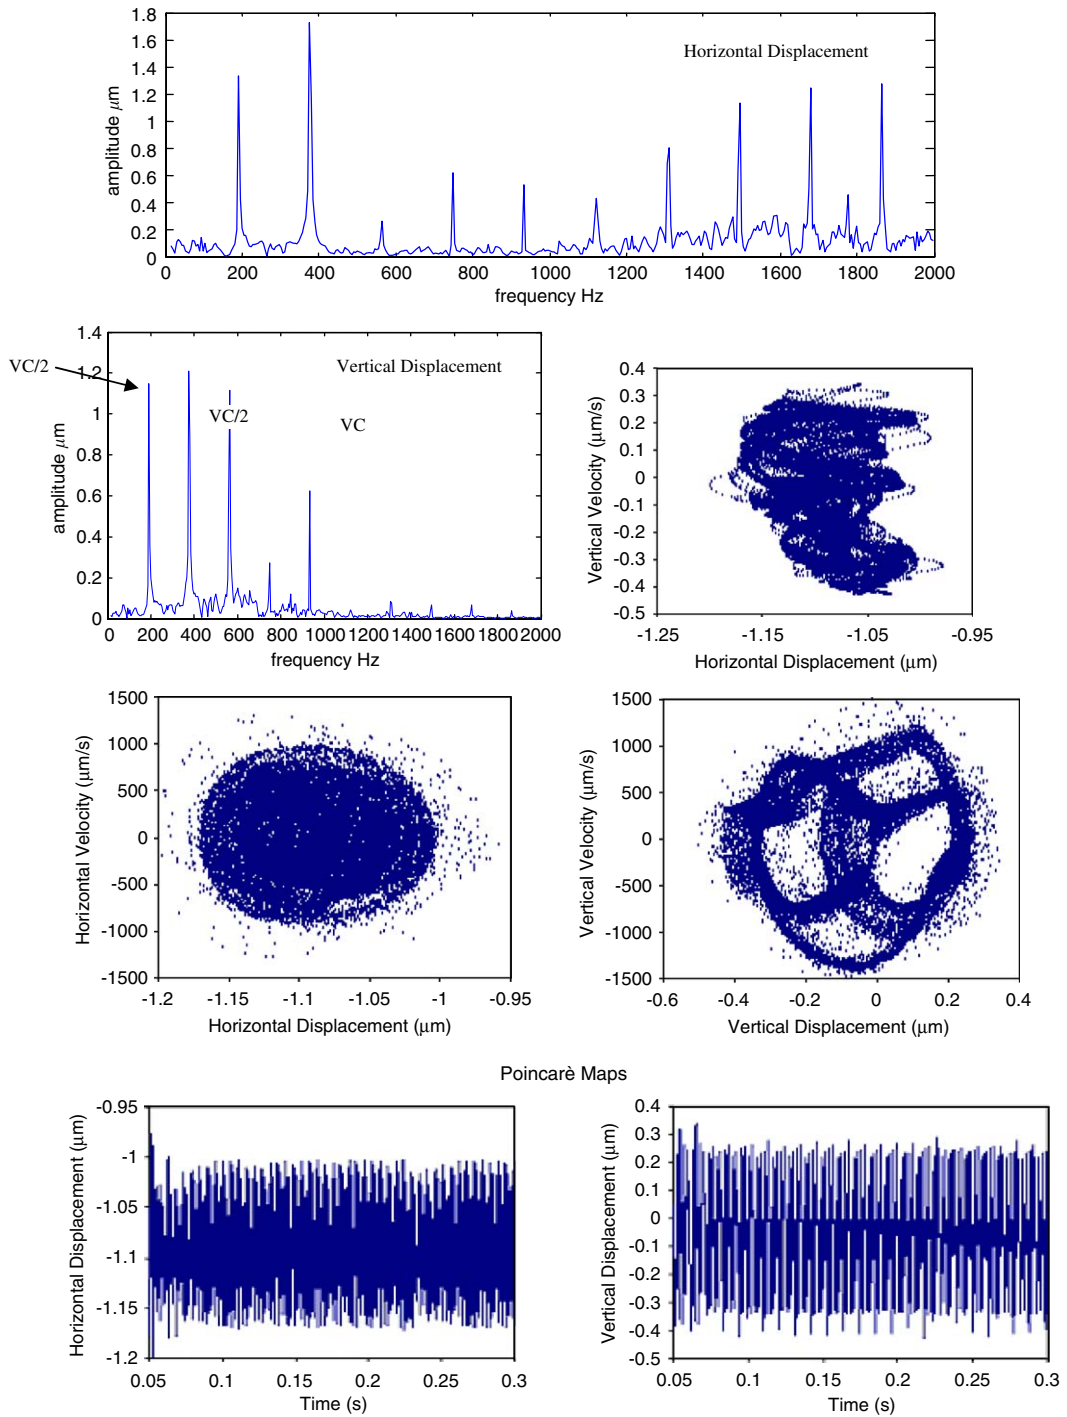 1.8
1.6
1.4
1.2
1
0.8
0.6
0.4
0.2
0
amplitude μm
Horizontal Displacement
0 200 400 600 800 1000 1200 1400 1600 1800 2000
frequency Hz
1.4
1.2
1
0.8
0.6
0.4
0.2
0
amplitude μm
VC/2
VC/2
VC
Vertical Displacement
0 200 400 600 800 1000 1200 1400 1600 1800 2000
frequency Hz
0.4
0.3
0.2
0.1
0
-0.1
-0.2
-0.3
-0.4
-0.5
Vertical Velocity (μm/s)
-1.25 -1.15 -1.05 -0.95
Horizontal Displacement (μm)
1500
1000
500
0
-500
-1000
-1500
Horizontal Velocity (μm/s)
-1.2 -1.15 -1.1 -1.05 -1 -0.95
Horizontal Displacement (μm)
1500
1000
500
0
-500
-1000
-1500
Vertical Velocity (μm/s)
-0.6 -0.4 -0.2 0 0.2 0.4
Vertical Displacement (μm)
Poincarè Maps
-0.95
-1
-1.05
-1.1
-1.15
-1.2
Horizontal Displacement (μm)
0.05 0.1 0.15 0.2 0.25 0.3
Time (s)
0.4
0.3
0.2
0.1
0
-0.1
-0.2
-0.3
-0.4
-0.5
Vertical Displacement (μm)
0.05 0.1 0.15 0.2 0.25 0.3
Time (s)